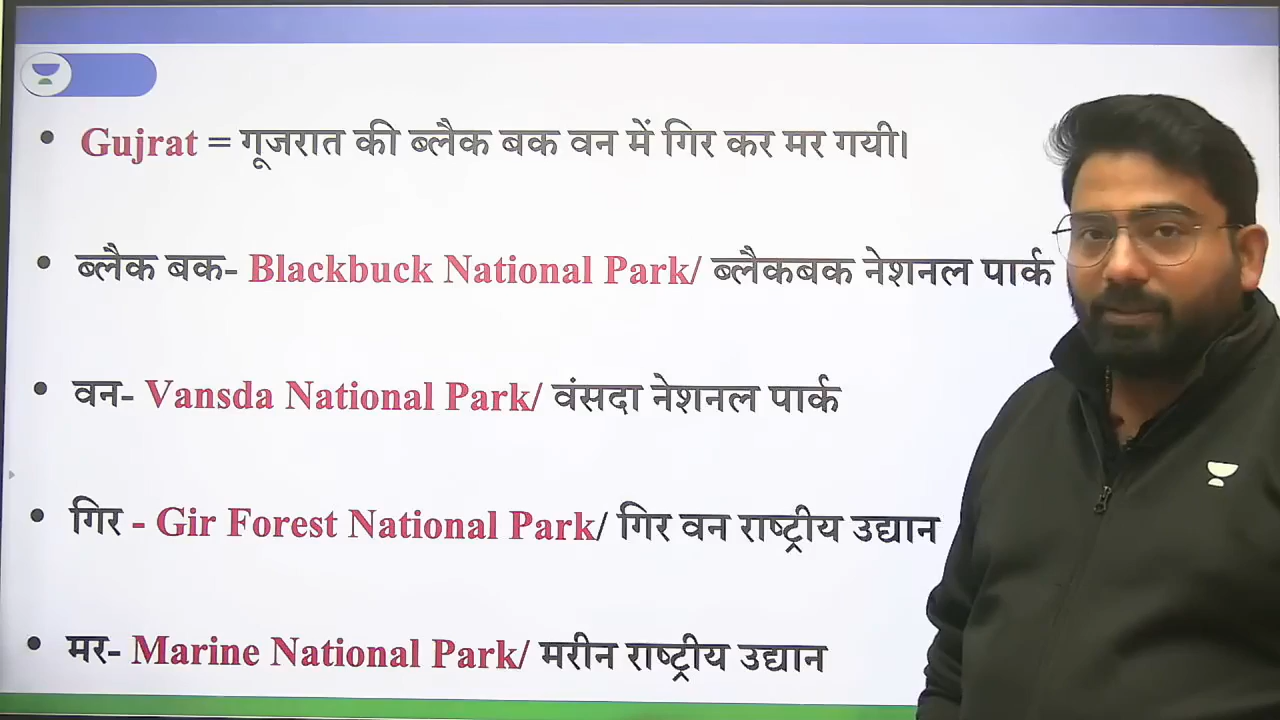 • Gujrat = गूजरात की ब्लैक बक वन में गिर कर मर गयी।
• ब्लैक बक- Blackbuck National Park/ ब्लैकबक नेशनल पार्क
• वन- Vansda National Park/ वंसदा नेशनल पार्क
• गिर - Gir Forest National Park/ गिर वन राष्ट्रीय उद्यान
• मर- Marine National Park/ मरीन राष्ट्रीय उद्यान